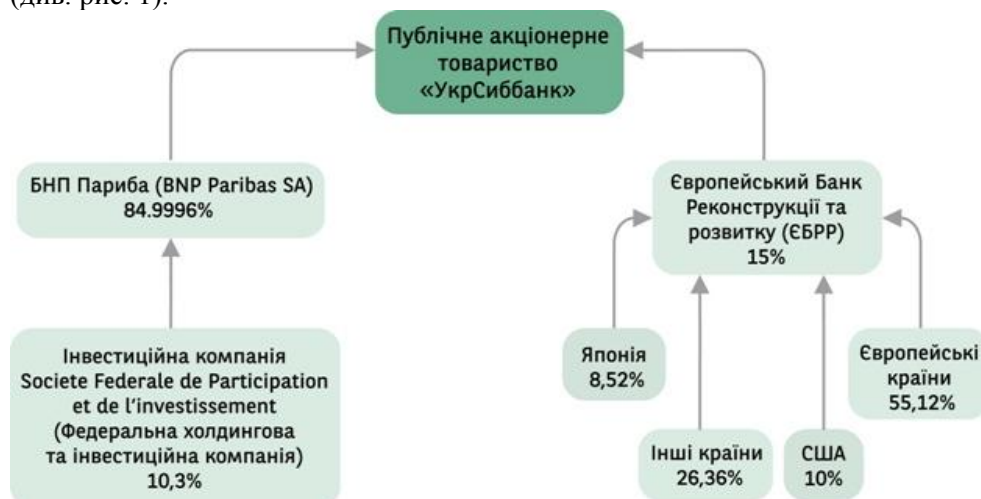 (див. рис. 1).
Публічне акціонерне
товариство
«УкрСиббанк»
БНП Париба (BNP Paribas SA)
84.9996%
Європейський Банк
Реконструкції та
розвитку (ЄБРР)
15%
Інвестиційна компанія
Societe Federale de Participation
et de l’investissement
(Федеральна холдингова
та інвестиційна компанія)
10,3%
Японія
8,52%
Інші країни
26,36%
США
10%
Європейські
країни
55,12%